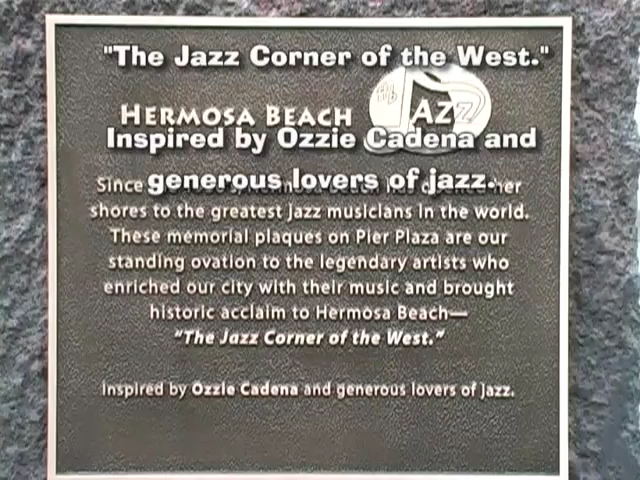 "The Jazz Corner of the West."
HERMOSA BEACH JAZZ
Inspired by Ozzie Cadena and
generous lovers of jazz.
Since her
shores to the greatest jazz musicians in the world.
These memorial plaques on Pier Plaza are our
standing ovation to the legendary artists who
enriched our city with their music and brought
historic acclaim to Hermosa Beach—
"The Jazz Corner of the West."
Inspired by Ozzie Cadena and generous lovers of jazz.